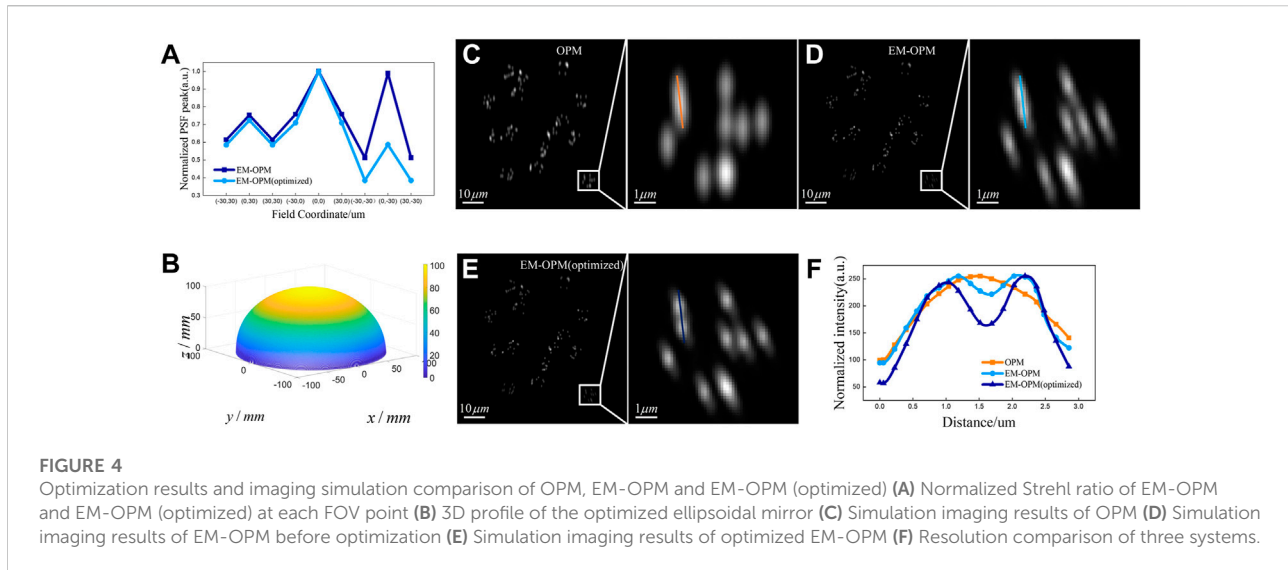 A
Normalized PSF peak(a.u.)
1.0
0.9
0.8
0.7
0.6
0.5
0.4
0.3
EM-OPM
EM-OPM(optimized)
(-30,30) (0,30) (30,30) (-30,0) (0,0) (30,0) (-30,-30) (0,-30) (30,-30)
Field Coordinate/um
C
OPM
10μm
1μm
D
EM-OPM
10μm
1μm
B
z / mm
100
50
0
100
0
-100
y / mm
-100
-50
0
50
x / mm
100
80
60
40
20
0
100
E
EM-OPM(optimized)
10μm
1μm
F
Normalized intensity(a.u.)
250
200
150
100
50
OPM
EM-OPM
EM-OPM(optimized)
0.0 0.5 1.0 1.5 2.0 2.5 3.0
Distance/um
FIGURE 4
Optimization results and imaging simulation comparison of OPM, EM-OPM and EM-OPM (optimized) (A) Normalized Strehl ratio of EM-OPM
and EM-OPM (optimized) at each FOV point (B) 3D profile of the optimized ellipsoidal mirror (C) Simulation imaging results of OPM (D) Simulation
imaging results of EM-OPM before optimization (E) Simulation imaging results of optimized EM-OPM (F) Resolution comparison of three systems.